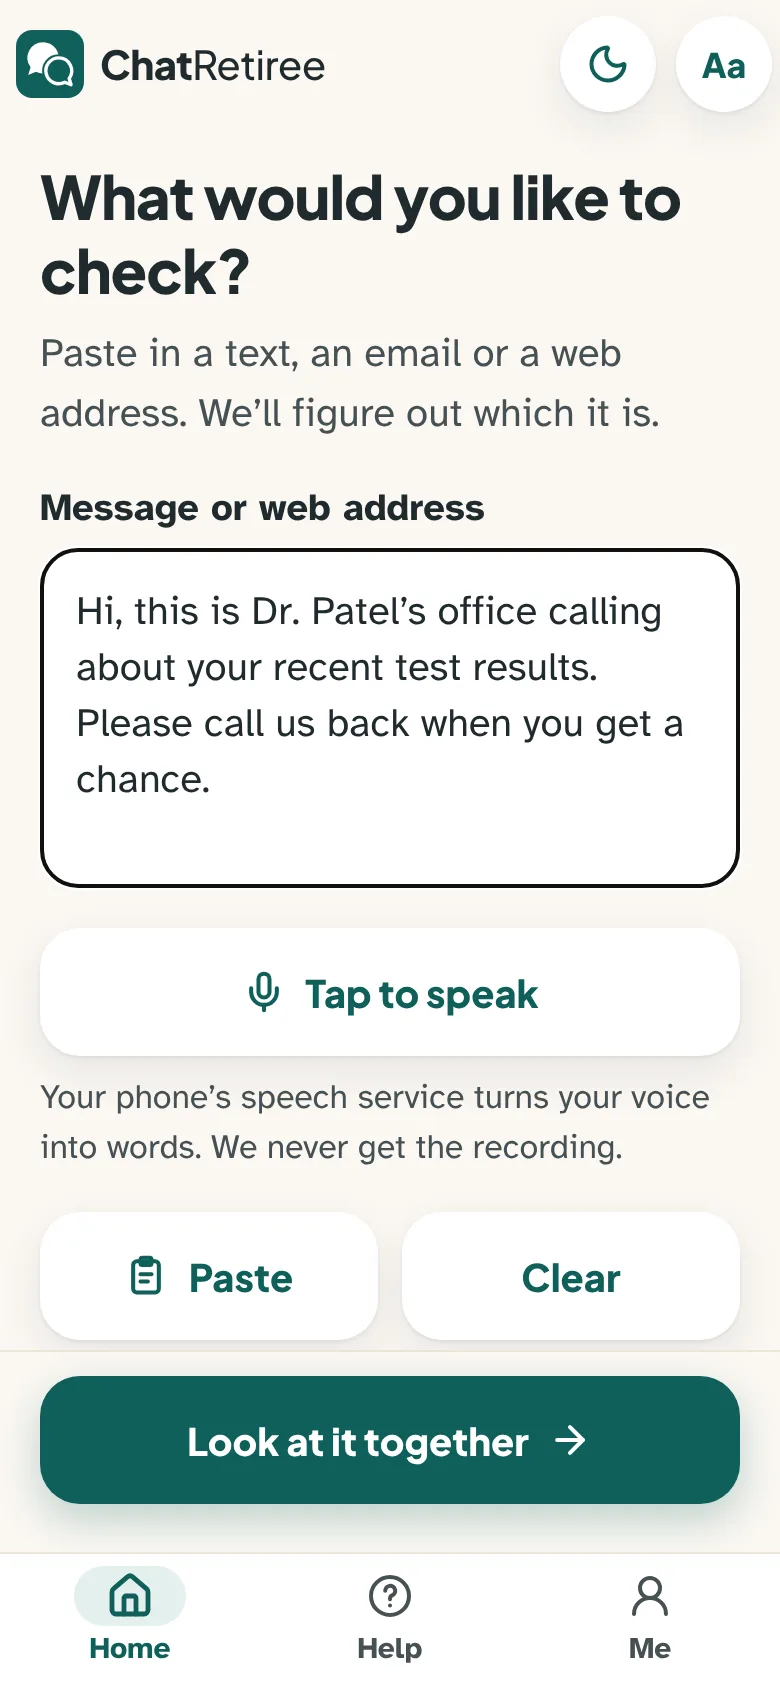 ChatRetiree
Aa
What would you like to
check?
Paste in a text, an email or a web
address. We’ll figure out which it is.
Message or web address
Hi, this is Dr. Patel’s office calling
about your recent test results.
Please call us back when you get a
chance.
Tap to speak
Your phone’s speech service turns your voice
into words. We never get the recording.
Paste
Clear
Look at it together
Home
Help
Me